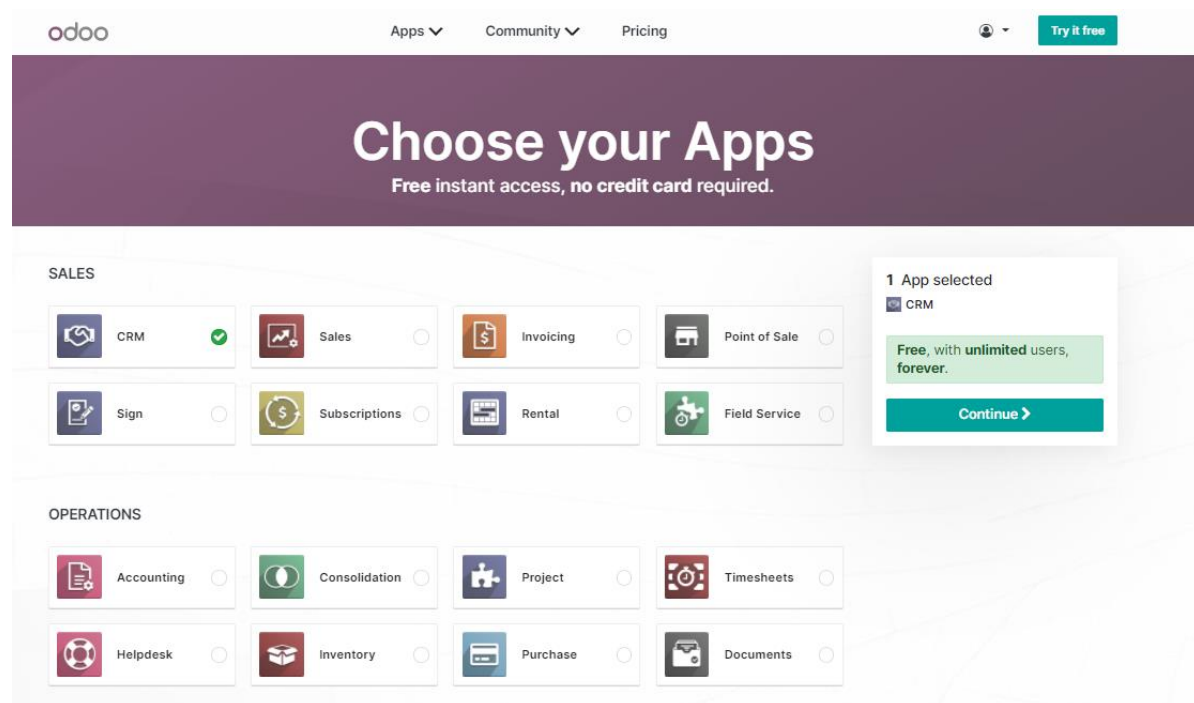 odoo
Apps
Community
Pricing
Try it free
Choose your Apps
Free instant access, no credit card required.
SALES
CRM
Sales
Invoicing
Point of Sale
Sign
Subscriptions
Rental
Field Service
1 App selected
CRM
Free, with unlimited users,
forever.
Continue
OPERATIONS
Accounting
Consolidation
Project
Timesheets
Helpdesk
Inventory
Purchase
Documents